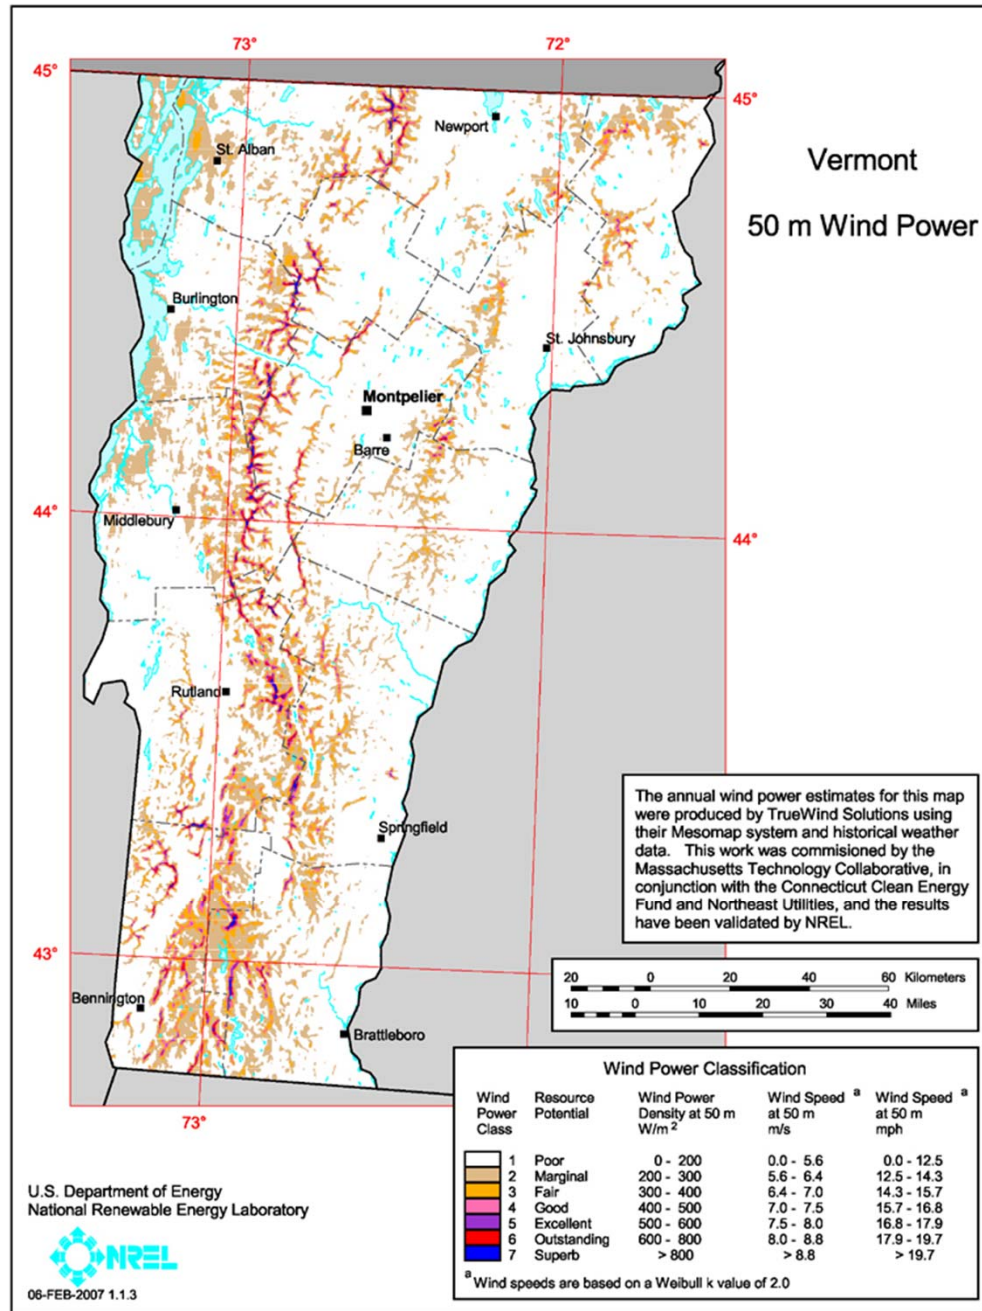 73°
72°
45°
45°
Newport
St. Alban
Vermont
50 m Wind Power
Burlington
St. Johnsbury
Montpelier
Barre
44°
Middlebury
44°
Rutland
Springfield
The annual wind power estimates for this map
were produced by TrueWind Solutions using
their Mesomap system and historical weather
data. This work was commisioned by the
Massachusetts Technology Collaborative, in
conjunction with the Connecticut Clean Energy
Fund and Northeast Utilities, and the results
have been validated by NREL.
43°
20 0 20 40 60 Kilometers
10 0 10 20 30 40 Miles
Bennington
Brattleboro
73°
Wind Power Classification
Wind Resource Wind Power Wind Speed a Wind Speed a
Power Potential Density at 50 m at 50 m at 50 m
Class W/m 2 m/s mph
1 Poor 0 - 200 0.0 - 5.6 0.0 - 12.5
2 Marginal 200 - 300 5.6 - 6.4 12.5 - 14.3
3 Fair 300 - 400 6.4 - 7.0 14.3 - 15.7
4 Good 400 - 500 7.0 - 7.5 15.7 - 16.8
5 Excellent 500 - 600 7.5 - 8.0 16.8 - 17.9
6 Outstanding 600 - 800 8.0 - 8.8 17.9 - 19.7
7 Superb > 800 > 8.8 > 19.7
a Wind speeds are based on a Weibull k value of 2.0
U.S. Department of Energy
National Renewable Energy Laboratory
NREL
06-FEB-2007 1.1.3